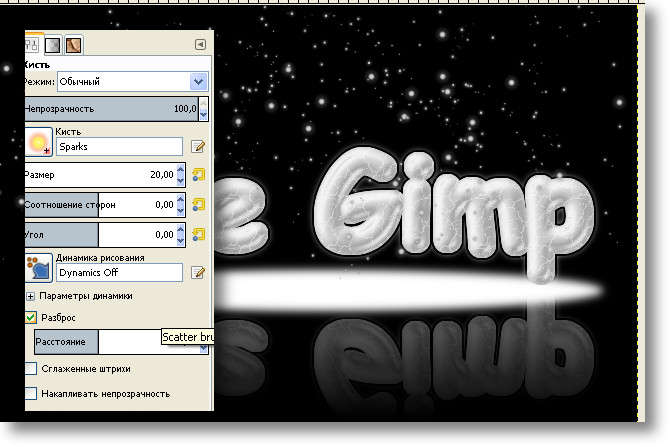 Кисть
Режим: Обычный
Непрозрачность 100,0
Кисть
Sparks
Размер 20,00
Соотношение сторон 0,00
Угол 0,00
Динамика рисования
Dynamics Off
Параметры динамики
Разброс
Расстояние
Scatter bru
Сглаженные штрихи
Накапливать непрозрачность
e Gimp